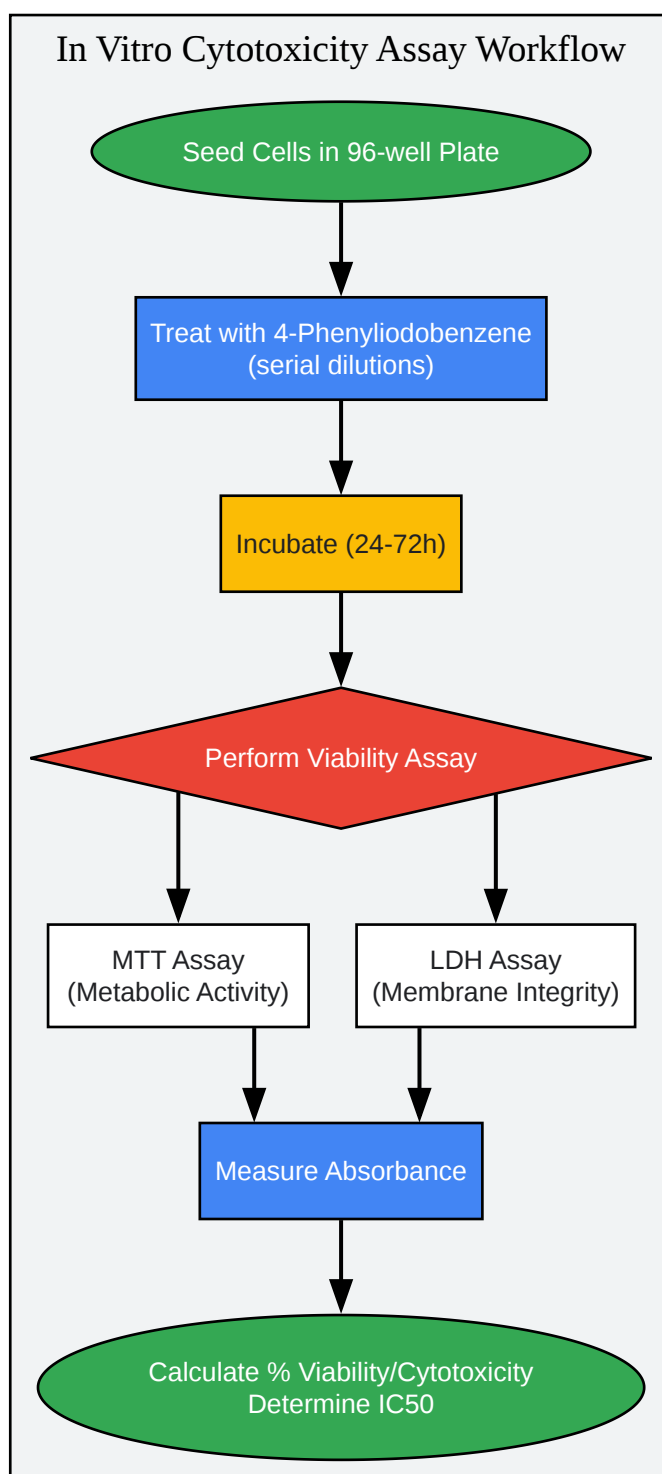 In Vitro Cytotoxicity Assay Workflow
Seed Cells in 96-well Plate
Treat with 4-Phenyliodobenzene
(serial dilutions)
Incubate (24-72h)
Perform Viability Assay
MTT Assay
(Metabolic Activity)
LDH Assay
(Membrane Integrity)
Measure Absorbance
Calculate % Viability/Cytotoxicity
Determine IC50